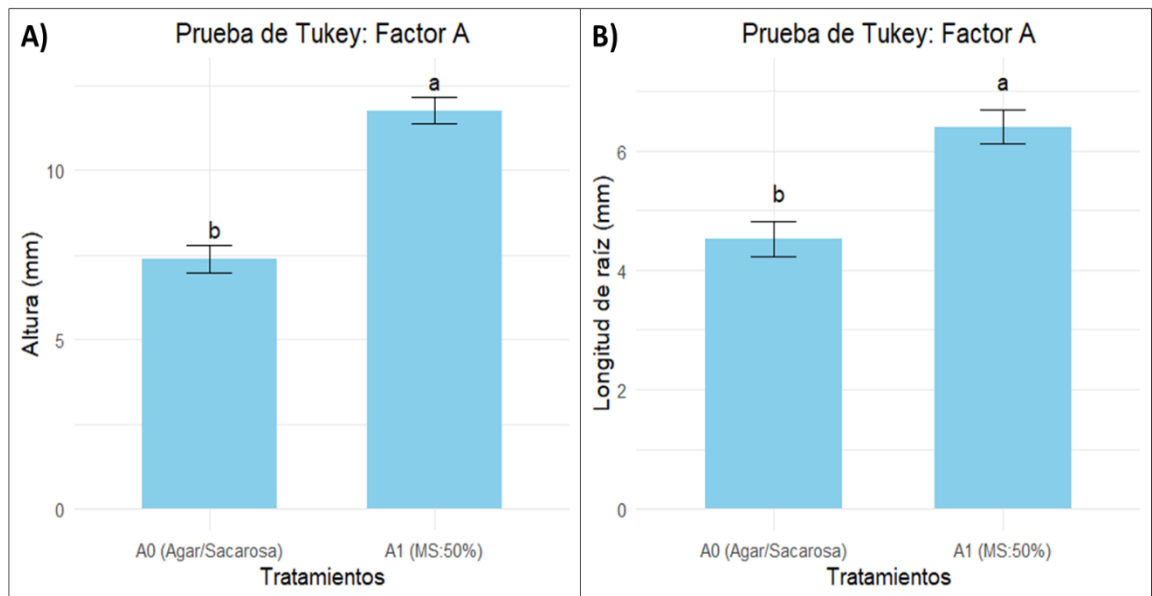 A)
Prueba de Tukey: Factor A
Altura (mm)
10
5
0
b
a
A0 (Agar/Sacarosa)
A1 (MS:50%)
Tratamientos
B)
Prueba de Tukey: Factor A
Longitud de raíz (mm)
6
4
2
0
b
a
A0 (Agar/Sacarosa)
A1 (MS:50%)
Tratamientos